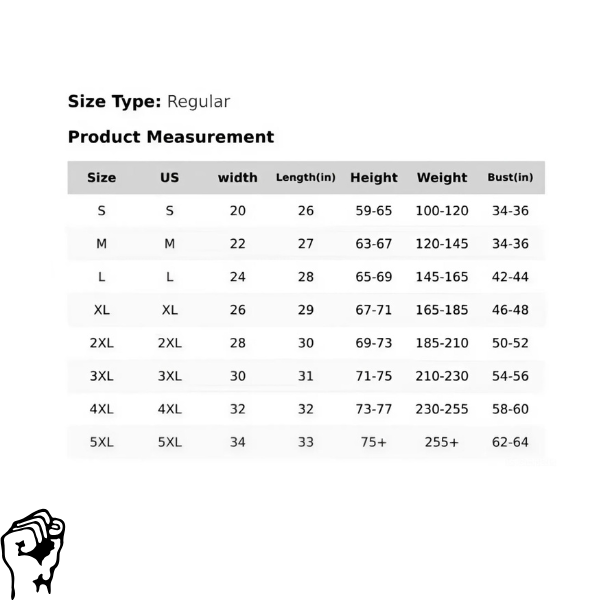 Size Type: Regular
Product Measurement
Size US width Length(in) Height Weight Bust(in)
S S 20 26 59-65 100-120 34-36
M M 22 27 63-67 120-145 34-36
L L 24 28 65-69 145-165 42-44
XL XL 26 29 67-71 165-185 46-48
2XL 2XL 28 30 69-73 185-210 50-52
3XL 3XL 30 31 71-75 210-230 54-56
4XL 4XL 32 32 73-77 230-255 58-60
5XL 5XL 34 33 75+ 255+ 62-64